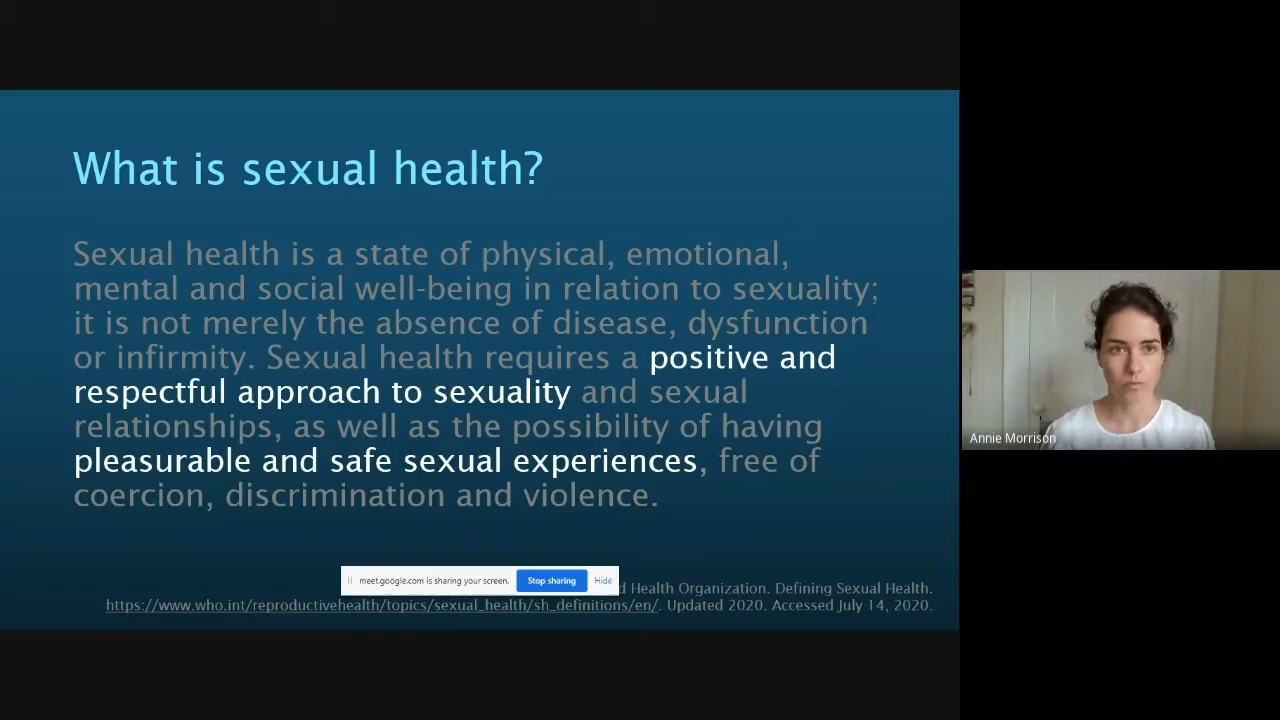 What is sexual health?
Sexual health is a state of physical, emotional,
mental and social well-being in relation to sexuality;
it is not merely the absence of disease, dysfunction
or infirmity. Sexual health requires a positive and
respectful approach to sexuality and sexual
relationships, as well as the possibility of having
pleasurable and safe sexual experiences, free of
coercion, discrimination and violence.
meet.google.com is sharing your screen. Stop sharing Hide
Health Organization. Defining Sexual Health.
https://www.who.int/reproductivehealth/topics/sexual_health/sh_definitions/en/. Updated 2020. Accessed July 14, 2020.
Annie Morrison